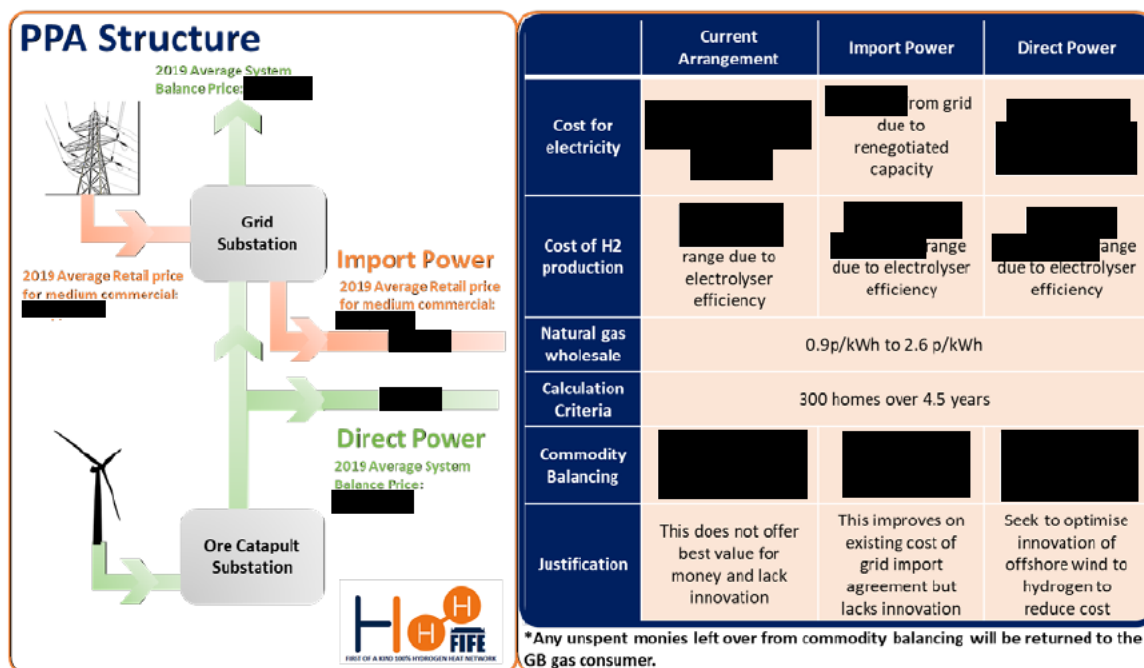 PPA Structure
2019 Average System
Balance Price:
Grid
Substation
2019 Average Retail price
for medium commercial:
Import Power
2019 Average Retail price
for medium commercial:
Direct Power
2019 Average System
Balance Price:
Ore Catapult
Substation
H
H
FIFE
FIRST OF A KIND 100% HYDROGEN HEAT NETWORK
Current
Arrangement
Import Power
Direct Power
Cost for
electricity
from grid
due to
renegotiated
capacity
Cost of H2
production
range due to
electrolyser
efficiency
range
due to electrolyser
efficiency
range
due to electrolyser
efficiency
Natural gas
wholesale
0.9p/kWh to 2.6 p/kWh
Calculation
Criteria
300 homes over 4.5 years
Commodity
Balancing
Justification
This does not offer
best value for
money and lack
innovation
This improves on
existing cost of
grid import
agreement but
lacks innovation
Seek to optimise
innovation of
offshore wind to
hydrogen to
reduce cost
*Any unspent monies left over from commodity balancing will be returned to the
GB gas consumer.